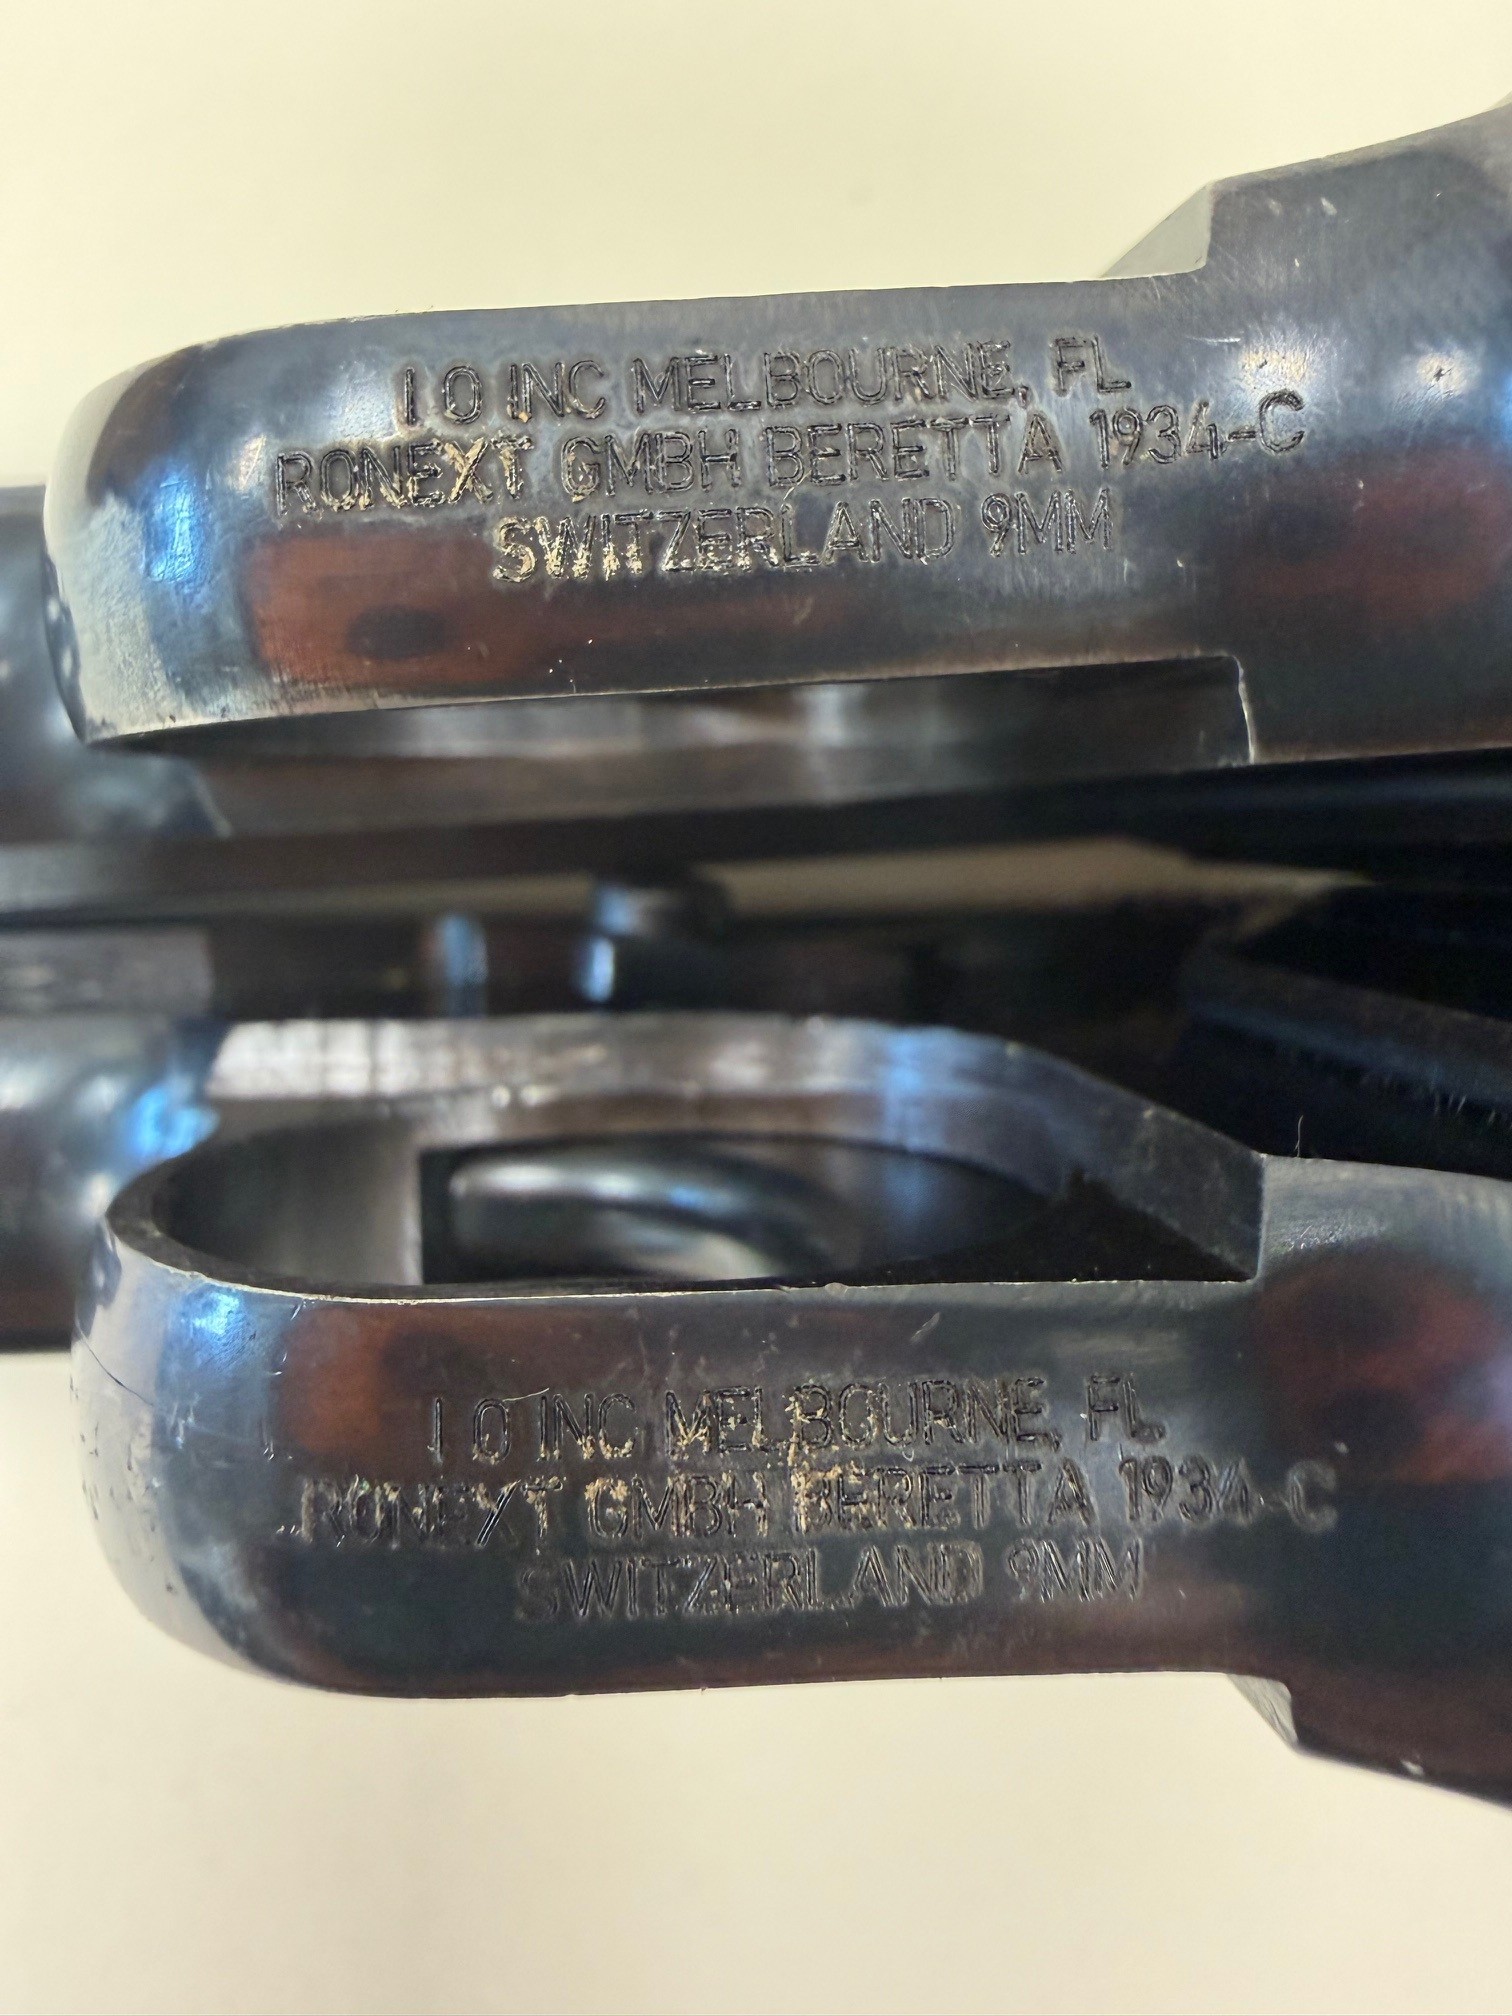 I O INC MELBOURNE, FL
RONEXT GMBH BERETTA 1934-C
SWITZERLAND 9MM
I O INC MELBOURNE, FL
RONEXT GMBH BERETTA 1934-C
SWITZERLAND 9MM